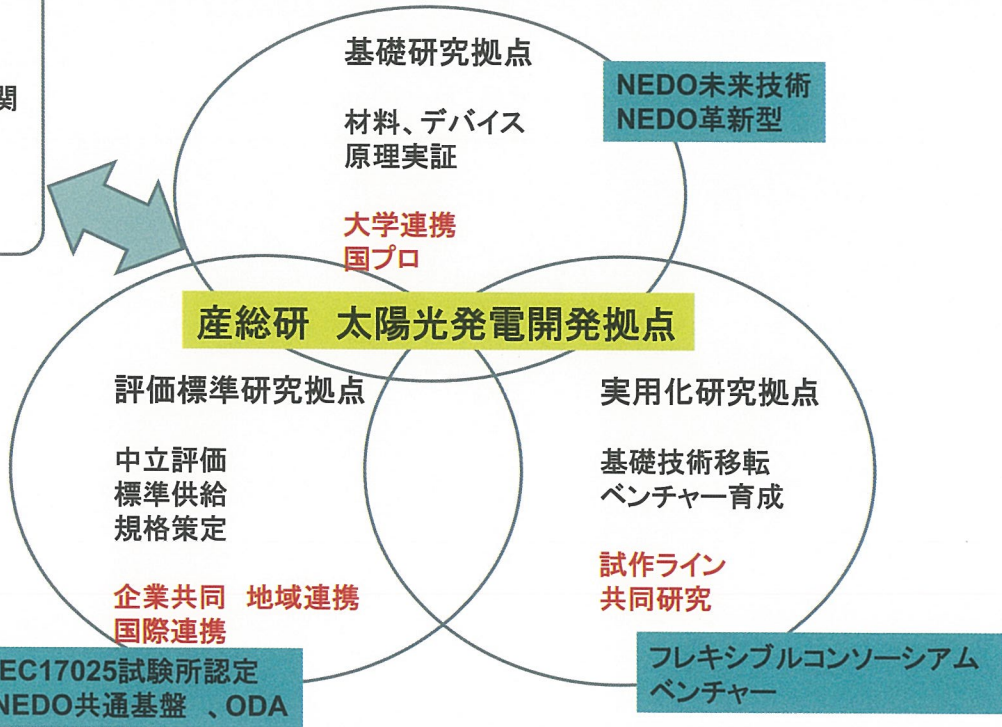 関
基礎研究拠点
NEDO未来技術
NEDO革新型
材料、デバイス
原理実証
大学連携
国プロ
産総研 太陽光発電開発拠点
評価標準研究拠点
中立評価
標準供給
規格策定
企業共同 地域連携
国際連携
EC17025試験所認定
NEDO共通基盤 、ODA
実用化研究拠点
基礎技術移転
ベンチャー育成
試作ライン
共同研究
フレキシブルコンソーシアム
ベンチャー